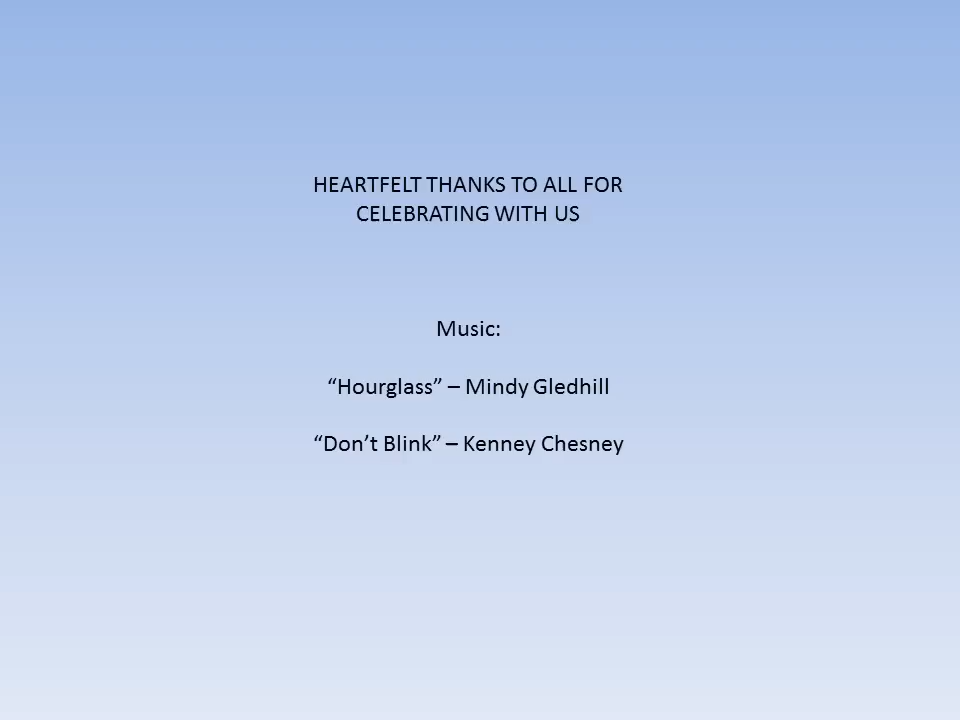 HEARTFELT THANKS TO ALL FOR
CELEBRATING WITH US
Music:
“Hourglass” – Mindy Gledhill
“Don’t Blink” – Kenney Chesney